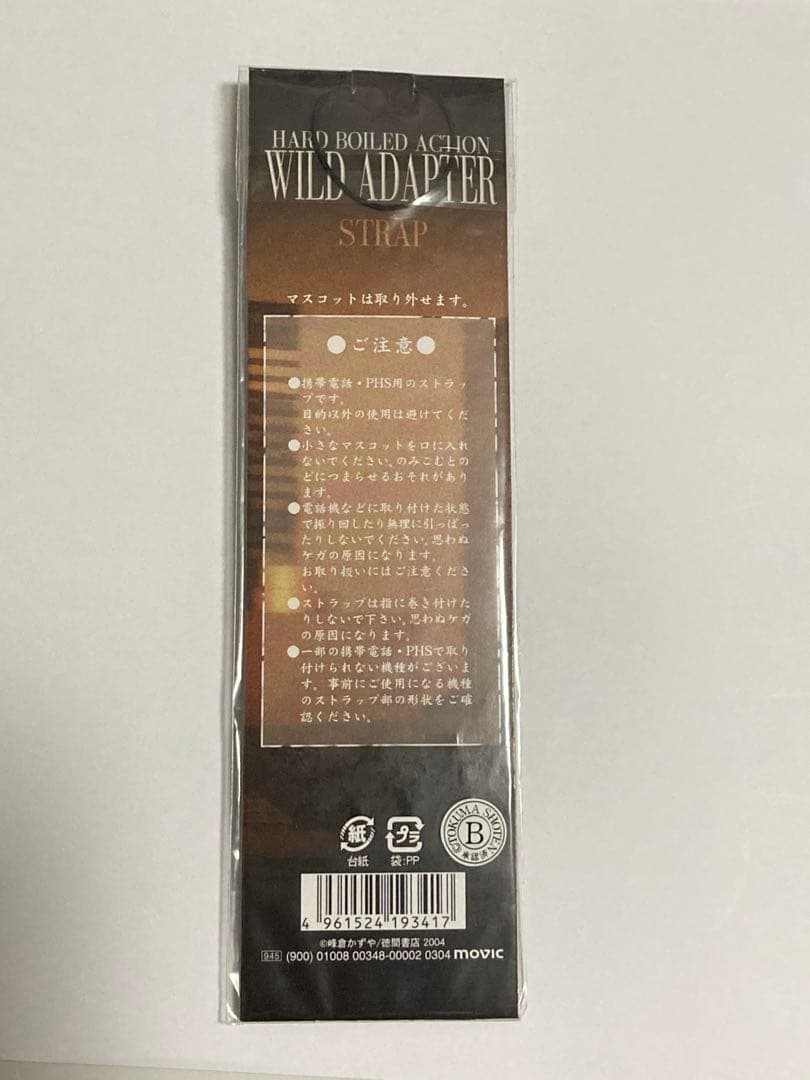 HARD BOILED ACTION
WILD ADAPTER
STRAP
マスコットは取り外せます。
●ご注意●
●携帯電話・PHS用のストラッ
プです。
目的以外の使用は避けてくだ
さい。
●小さなマスコットを口に入れ
ないでください。のみこむとの
どにつまらせるおそれがあり
ます。
●電話機などに取り付けた状態
で振り回したり無理に引っぱっ
たりしないでください。思わぬ
ケガの原因になります。
お取り扱いにはご注意くださ
い。
●ストラップは指に巻き付けた
りしないで下さい。思わぬケガ
の原因になります。
●一部の携帯電話・PHSで取り
付けられない機種がございま
す。事前にご使用になる機種
のストラップ部の形状をご確
認ください。
紙
台紙
プラ
袋:PP
©TOKUMA SHOTEN
B
承認済
4 961524 193417
©峰倉かずや/徳間書店 2004
945 (900) 01008 00348-00002 0304 movic